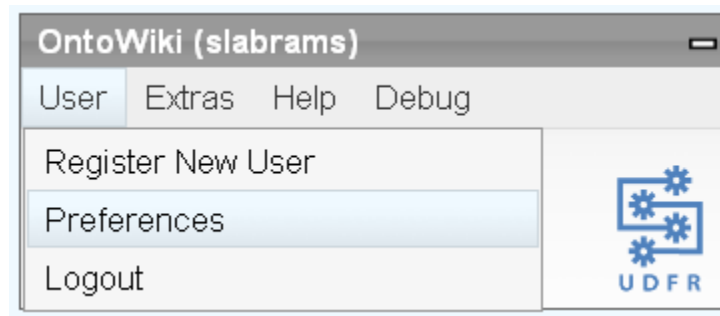 OntoWiki (slabrams)
User Extras Help Debug
Register New User
Preferences
Logout
UDFR